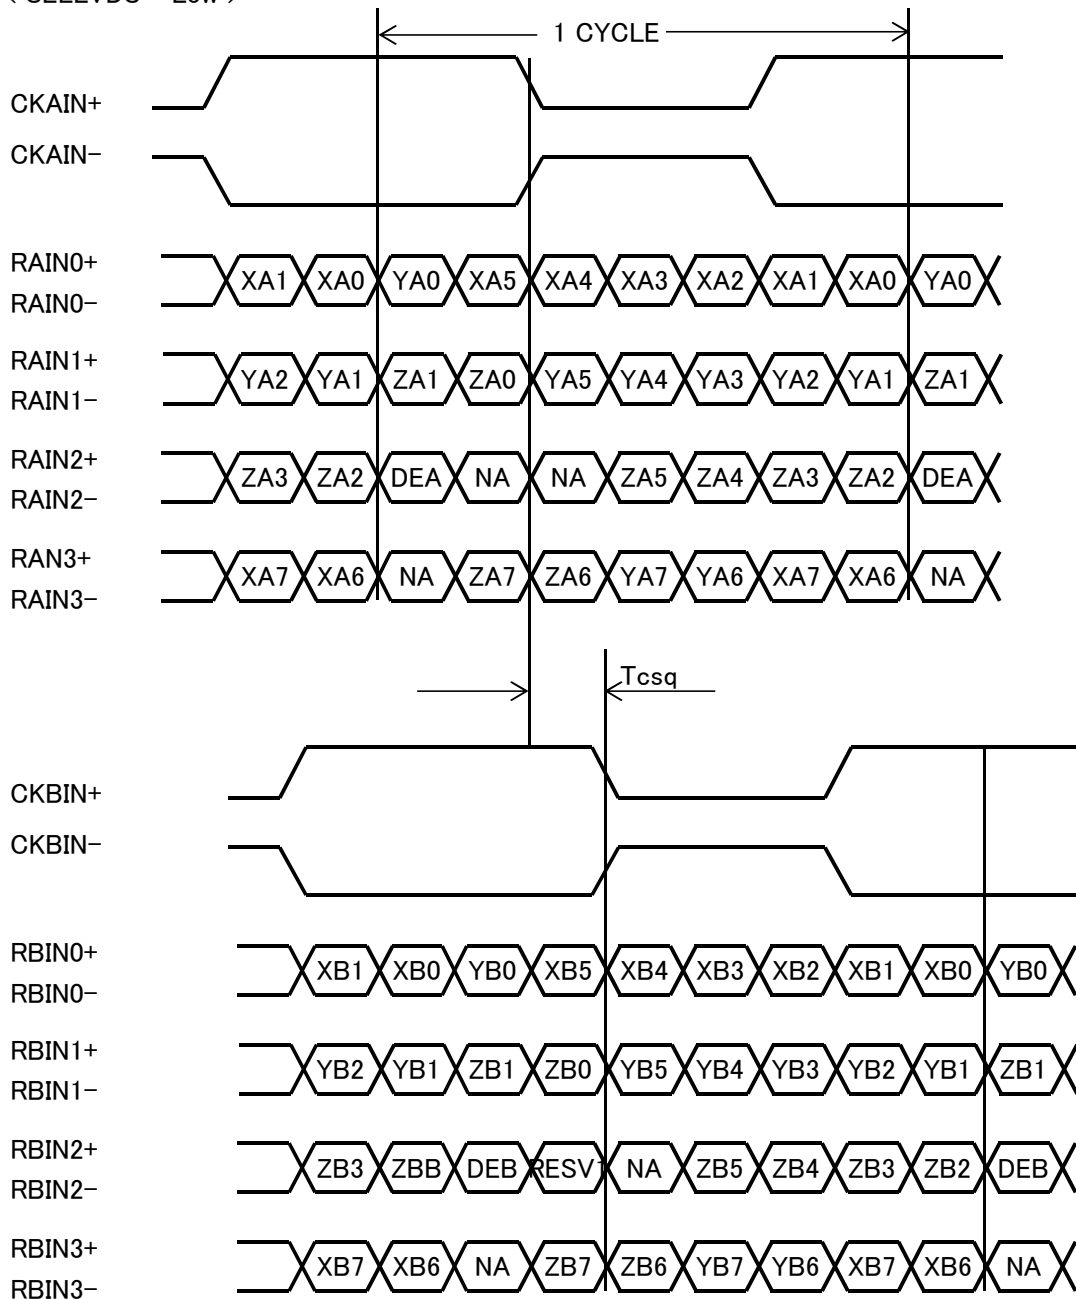 1 CYCLE
CKAIN+
CKAIN-
RAIN0+ XA1 XA0 YA0 XA5 XA4 XA3 XA2 XA1 XA0 YA0
RAIN0-
RAIN1+ YA2 YA1 ZA1 ZA0 YA5 YA4 YA3 YA2 YA1 ZA1
RAIN1-
RAIN2+ ZA3 ZA2 DEA NA NA ZA5 ZA4 ZA3 ZA2 DEA
RAIN2-
RAN3+ XA7 XA6 NA ZA7 ZA6 YA7 YA6 XA7 XA6 NA
RAIN3-
Tcsq
CKBIN+
CKBIN-
RBIN0+ XB1 XB0 YB0 XB5 XB4 XB3 XB2 XB1 XB0 YB0
RBIN0-
RBIN1+ YB2 YB1 ZB1 ZB0 YB5 YB4 YB3 YB2 YB1 ZB1
RBIN1-
RBIN2+ ZB3 ZBB DEB RESV1 NA ZB5 ZB4 ZB3 ZB2 DEB
RBIN2-
RBIN3+ XB7 XB6 NA ZB7 ZB6 YB7 YB6 XB7 XB6 NA
RBIN3-